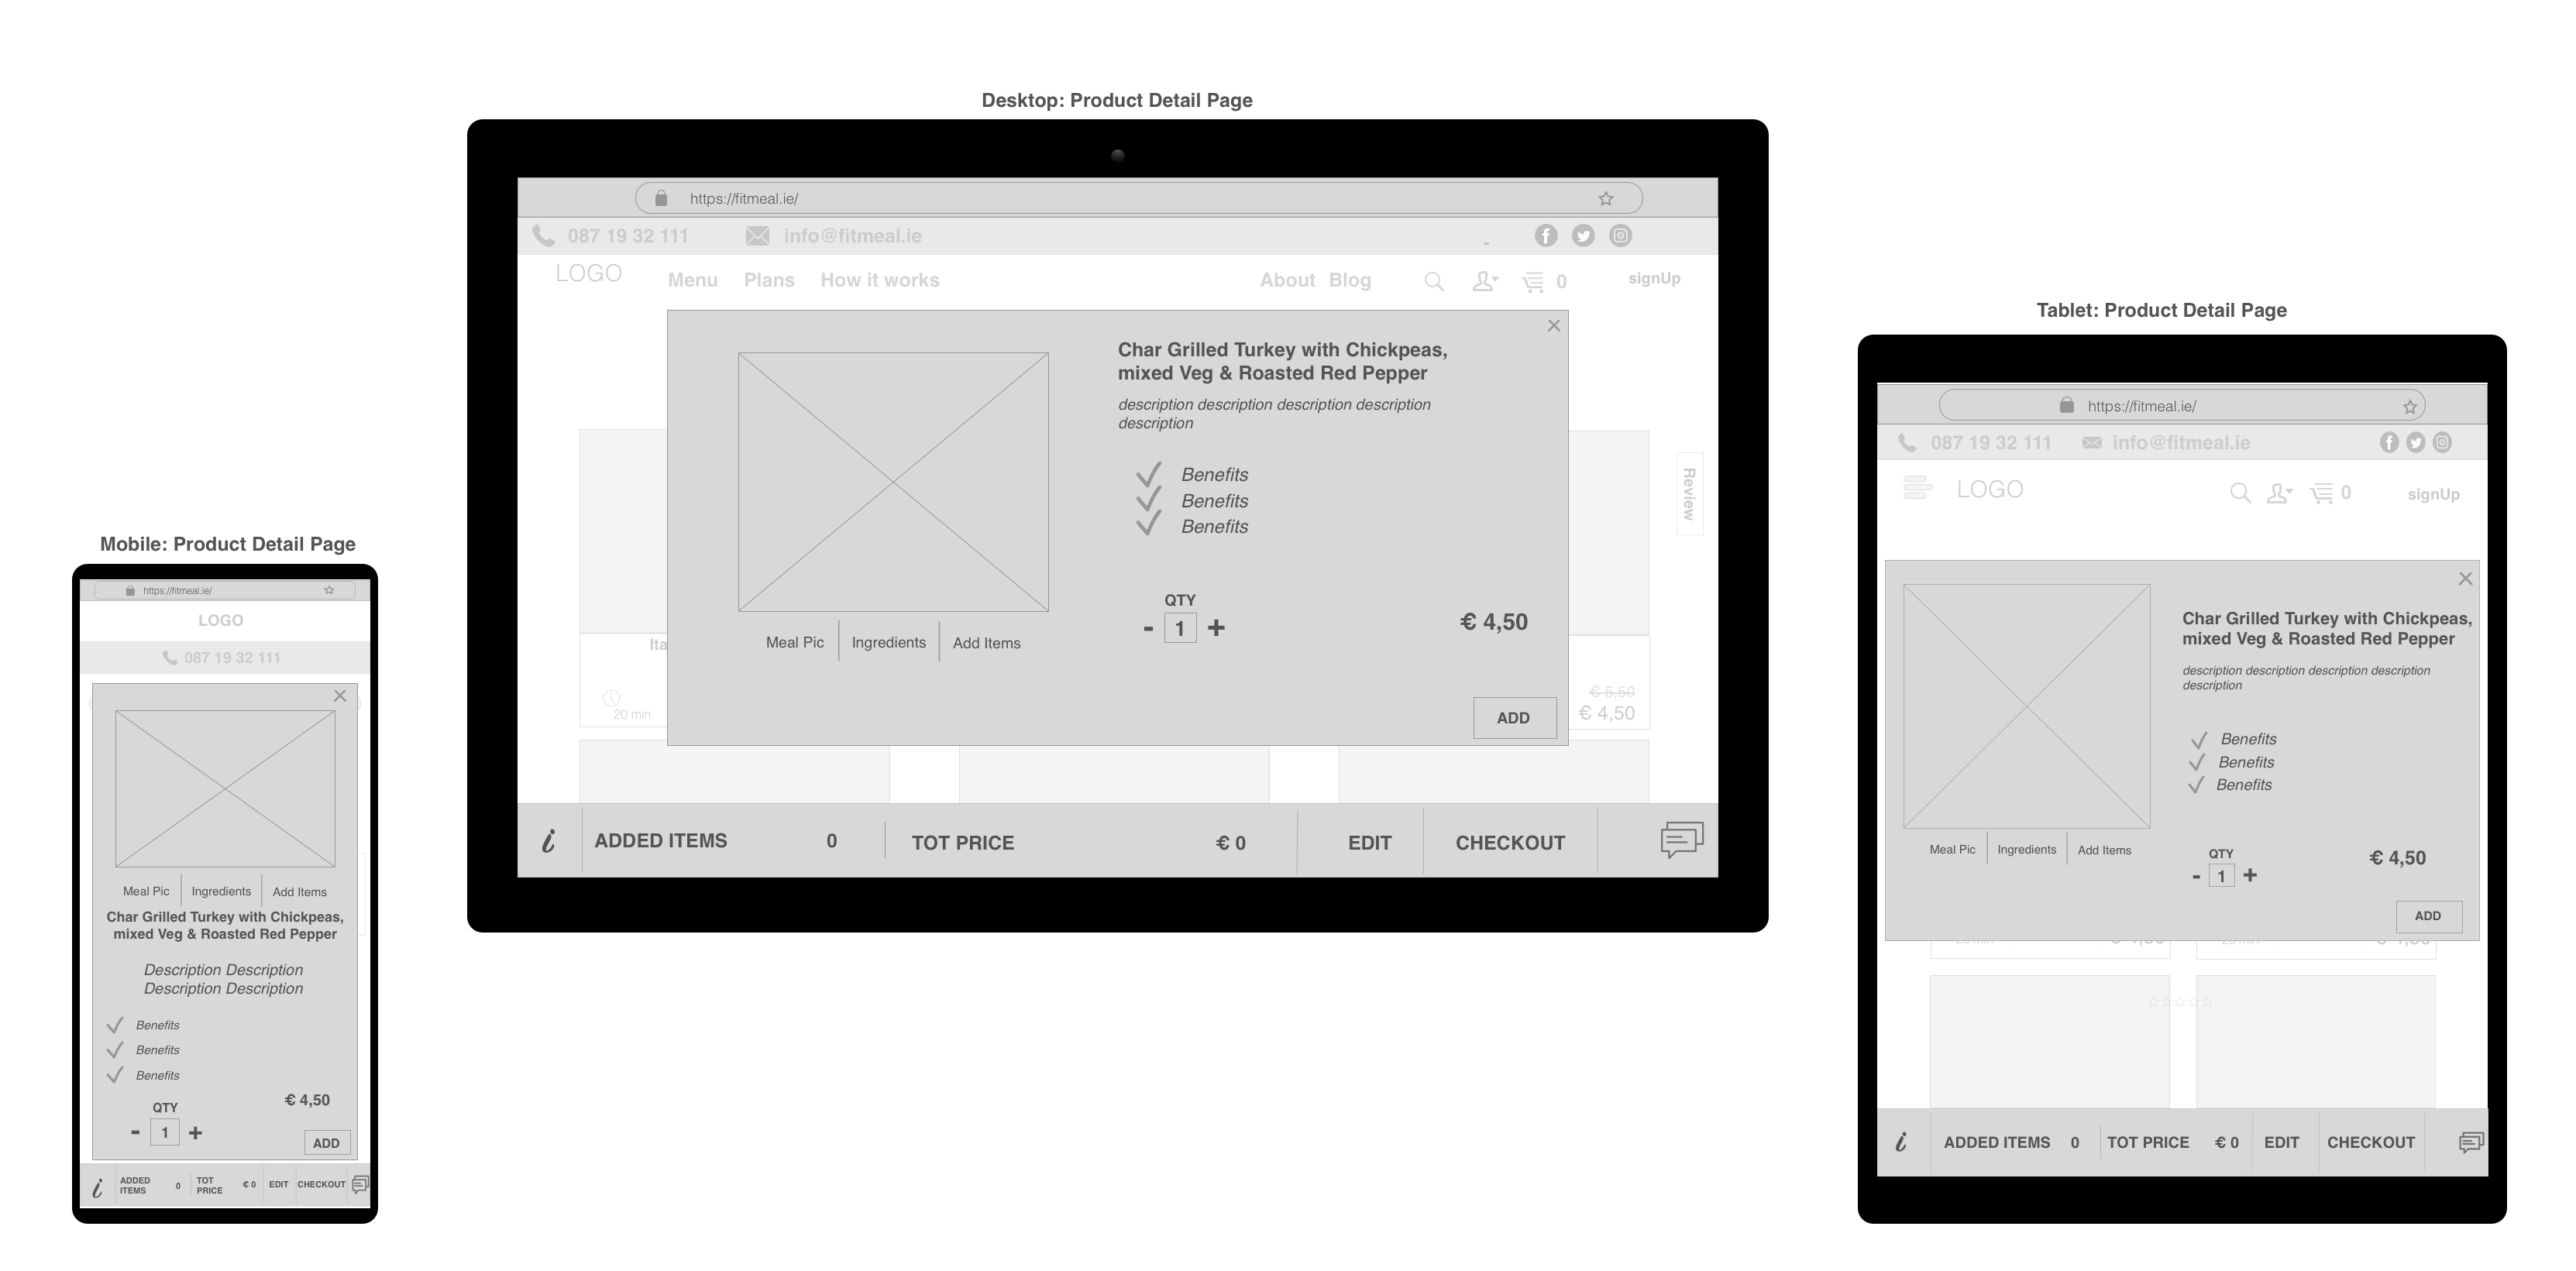 Desktop: Product Detail Page
https://fitmeal.ie/
087 19 32 111 info@fitmeal.ie
LOGO Menu Plans How it works About Blog 0 signUp
Char Grilled Turkey with Chickpeas,
mixed Veg & Roasted Red Pepper
description description description description
description
Benefits
Benefits
Benefits
QTY
- 1 +
€ 4,50
Meal Pic Ingredients Add Items
ADD
Ita
20 min
€ 5,50
€ 4,50
Review
i ADDED ITEMS 0 TOT PRICE € 0 EDIT CHECKOUT
Tablet: Product Detail Page
https://fitmeal.ie/
087 19 32 111 info@fitmeal.ie
LOGO 0 signUp
Char Grilled Turkey with Chickpeas,
mixed Veg & Roasted Red Pepper
description description description description
description
Benefits
Benefits
Benefits
Meal Pic Ingredients Add Items
QTY
- 1 +
€ 4,50
ADD
i ADDED ITEMS 0 TOT PRICE € 0 EDIT CHECKOUT
Mobile: Product Detail Page
https://fitmeal.ie/
LOGO
087 19 32 111
Meal Pic Ingredients Add Items
Char Grilled Turkey with Chickpeas,
mixed Veg & Roasted Red Pepper
Description Description
Description Description
Benefits
Benefits
Benefits
€ 4,50
QTY
- 1 +
ADD
i ADDED ITEMS 0 TOT PRICE € 0 EDIT CHECKOUT